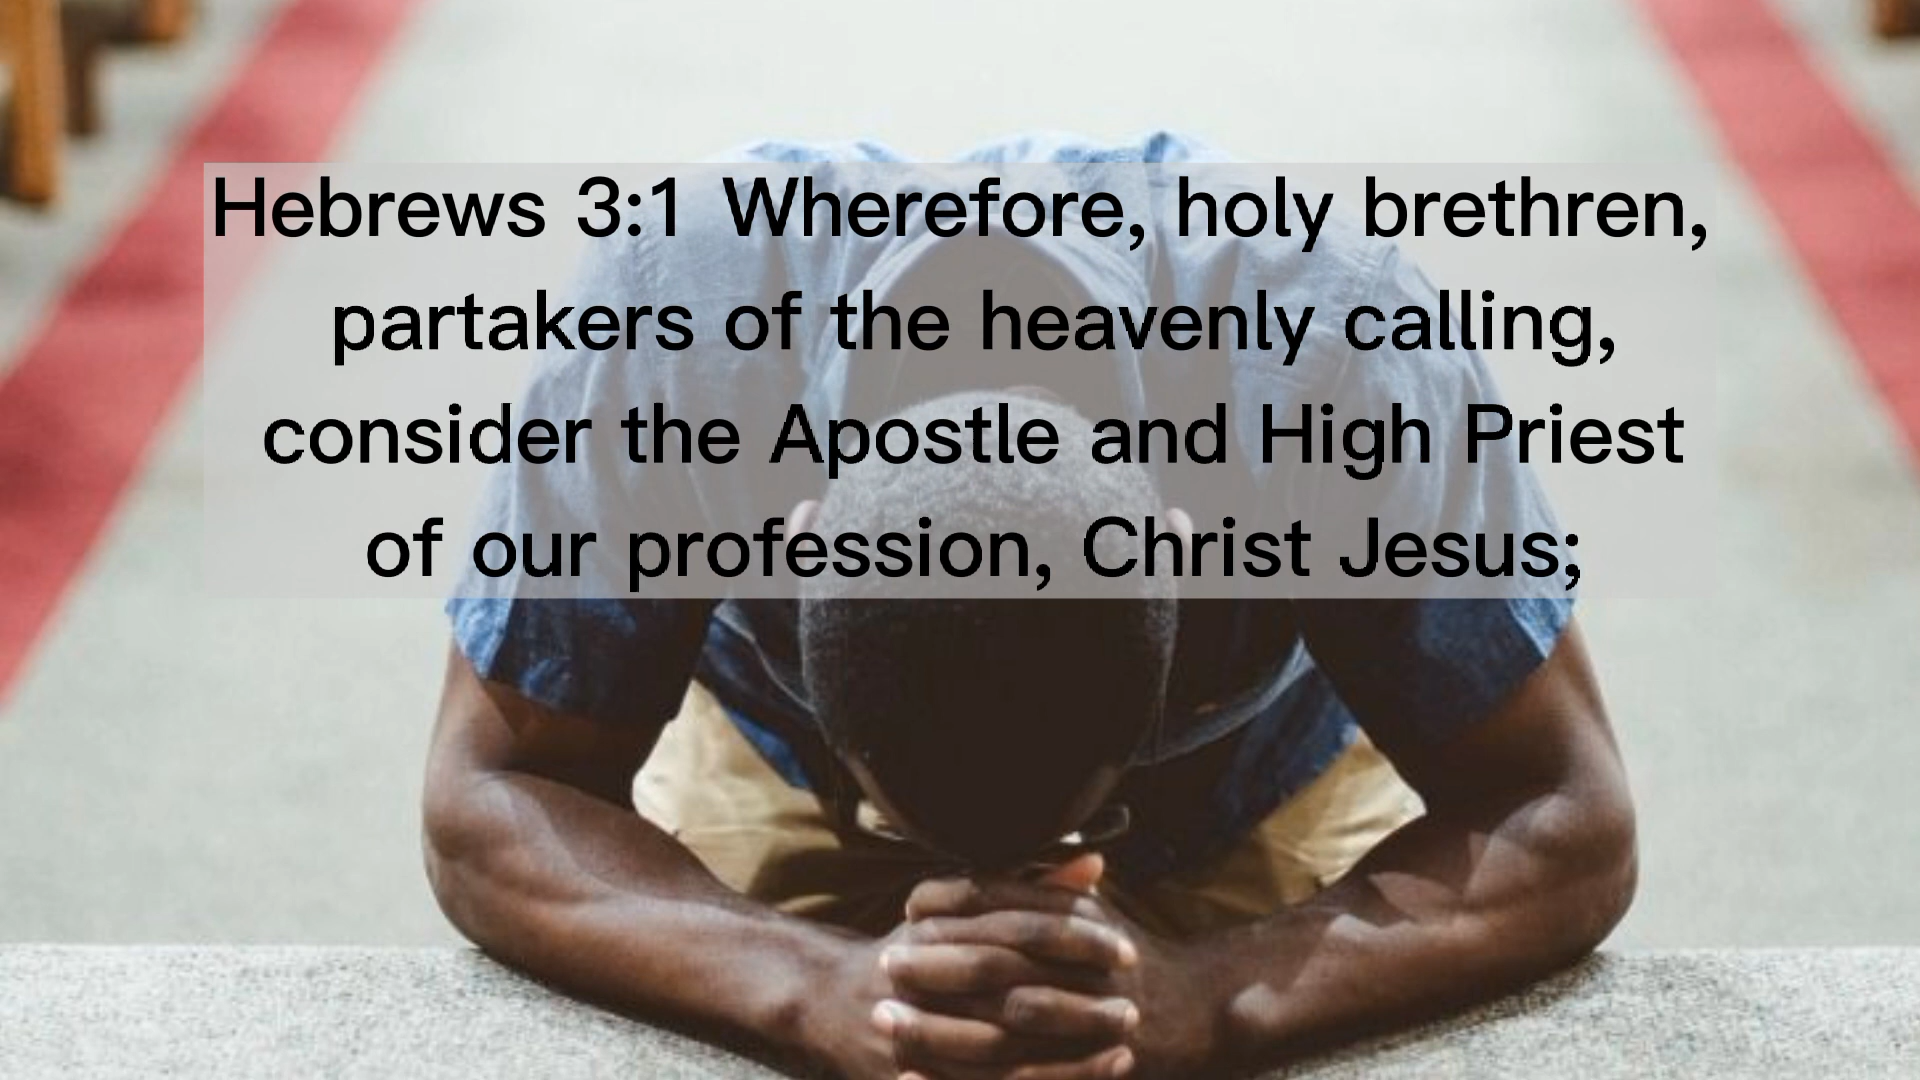 Hebrews 3:1 Wherefore, holy brethren,
partakers of the heavenly calling,
consider the Apostle and High Priest
of our profession, Christ Jesus;